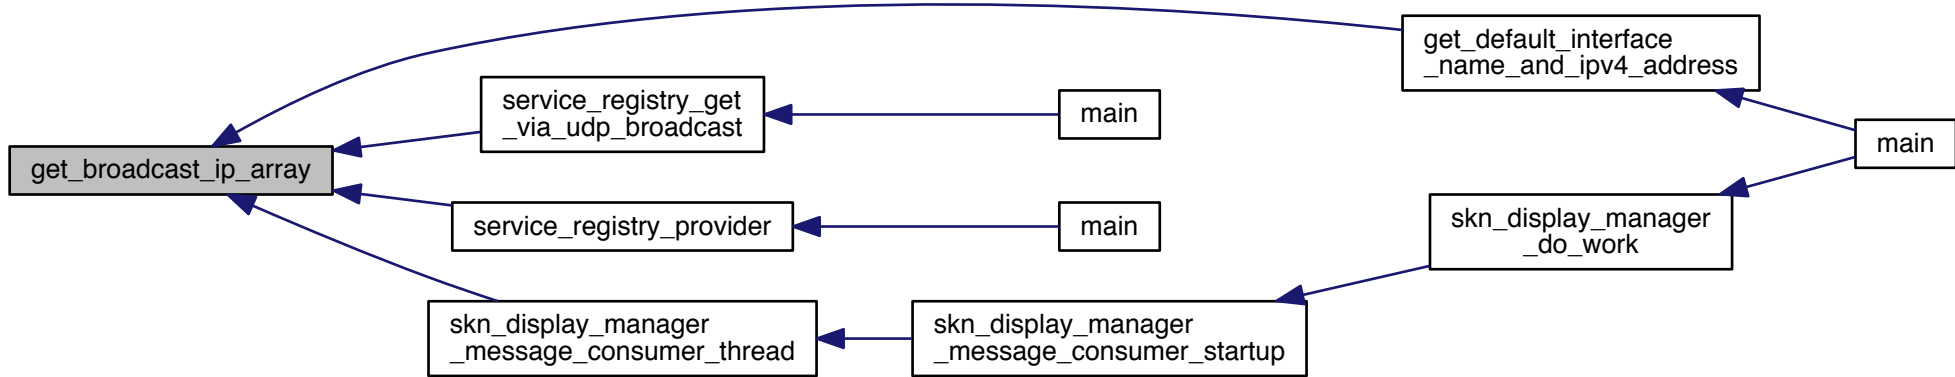 get_broadcast_ip_array
service_registry_get
_via_udp_broadcast
service_registry_provider
skn_display_manager
_message_consumer_thread
main
main
skn_display_manager
_message_consumer_startup
get_default_interface
_name_and_ipv4_address
skn_display_manager
_do_work
main